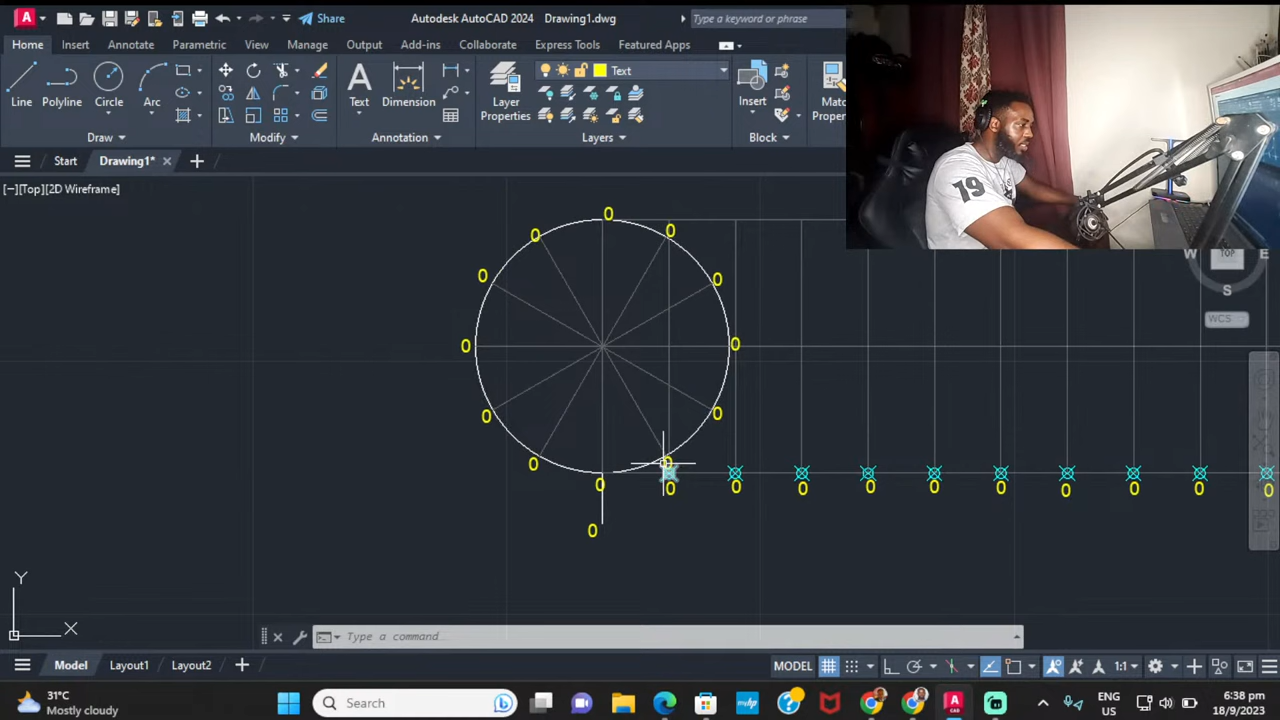 Share
Autodesk AutoCAD 2024 Drawing1.dwg
Type a keyword or phrase
Home Insert Annotate Parametric View Manage Output Add-ins Collaborate Express Tools Featured Apps
Text
Line Polyline Circle Arc Text Dimension Layer Properties Insert
Draw Modify Annotation Layers Block
Start Drawing1*
[−][Top][2D Wireframe]
0 0 0 0 0 0 0 0 0 0 0 0
0 0 0 0 0 0 0 0 0 0
0
W TOP E
S
WCS
19
Y
X
Type a command
Model Layout1 Layout2
MODEL 1:1
31°C
Mostly cloudy
Search
ENG
US
6:38 pm
18/9/2023